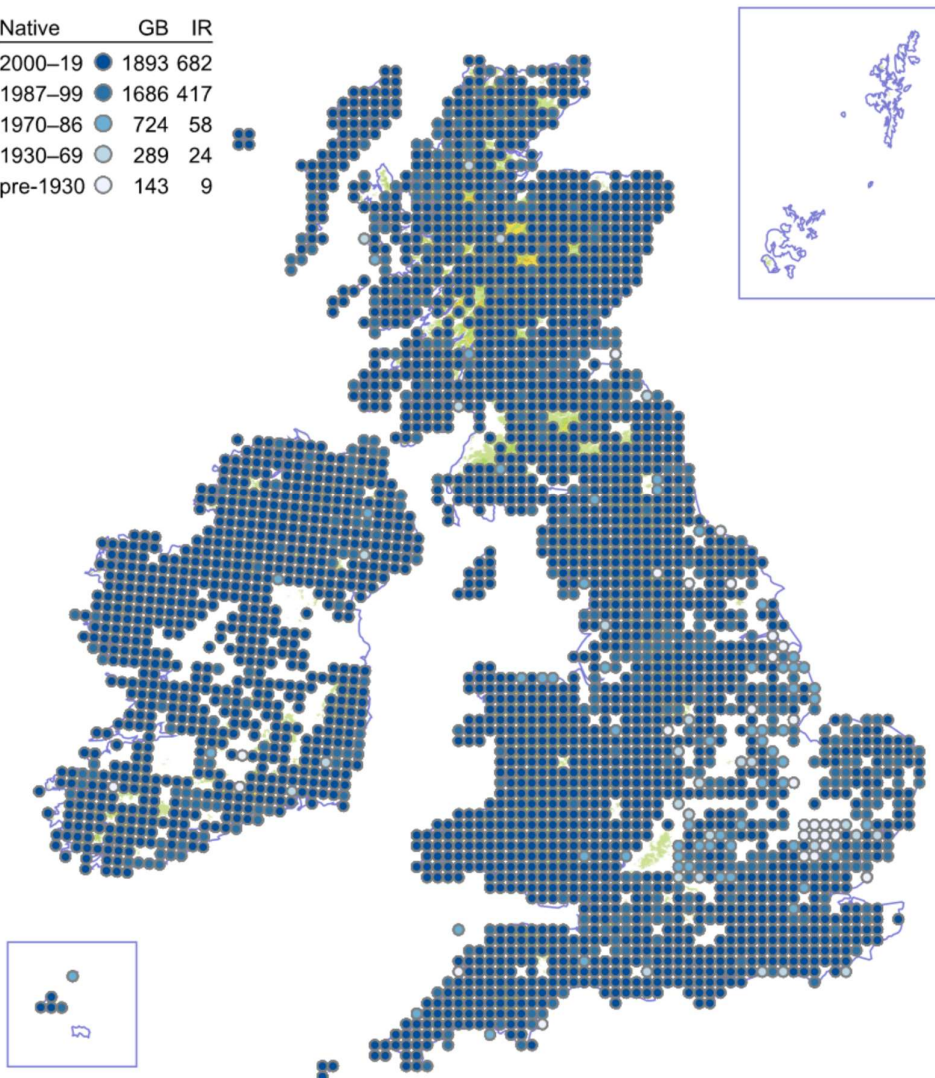 Native GB IR
2000–19 1893 682
1987–99 1686 417
1970–86 724 58
1930–69 289 24
pre-1930 143 9